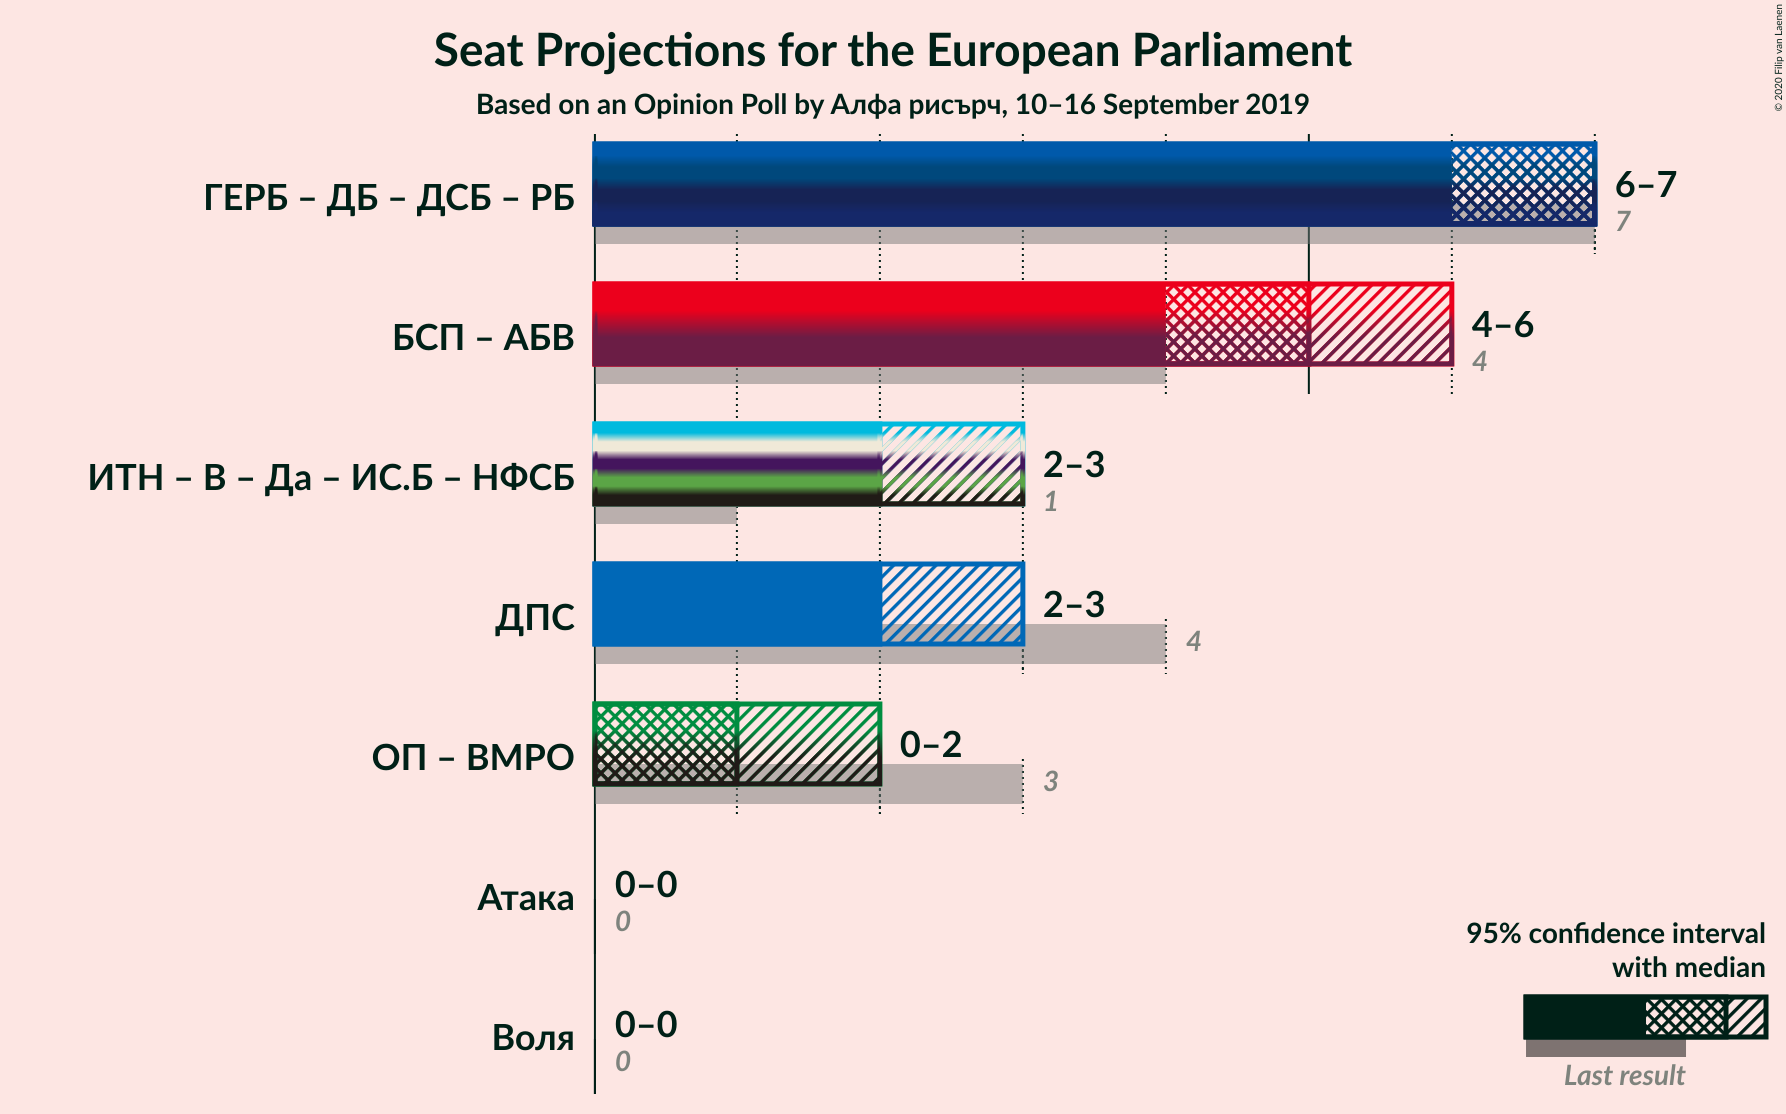 Seat Projections for the European Parliament
Based on an Opinion Poll by Алфа рисърч, 10–16 September 2019
© 2020 Filip van Laenen
ГЕРБ – ДБ – ДСБ – РБ
6–7
7
БСП – АБВ
4–6
4
ИТН – В – Да – ИС.Б – НФСБ
2–3
1
ДПС
2–3
4
ОП – ВМРО
0–2
3
Атака
0–0
0
Воля
0–0
0
95% confidence interval
with median
Last result